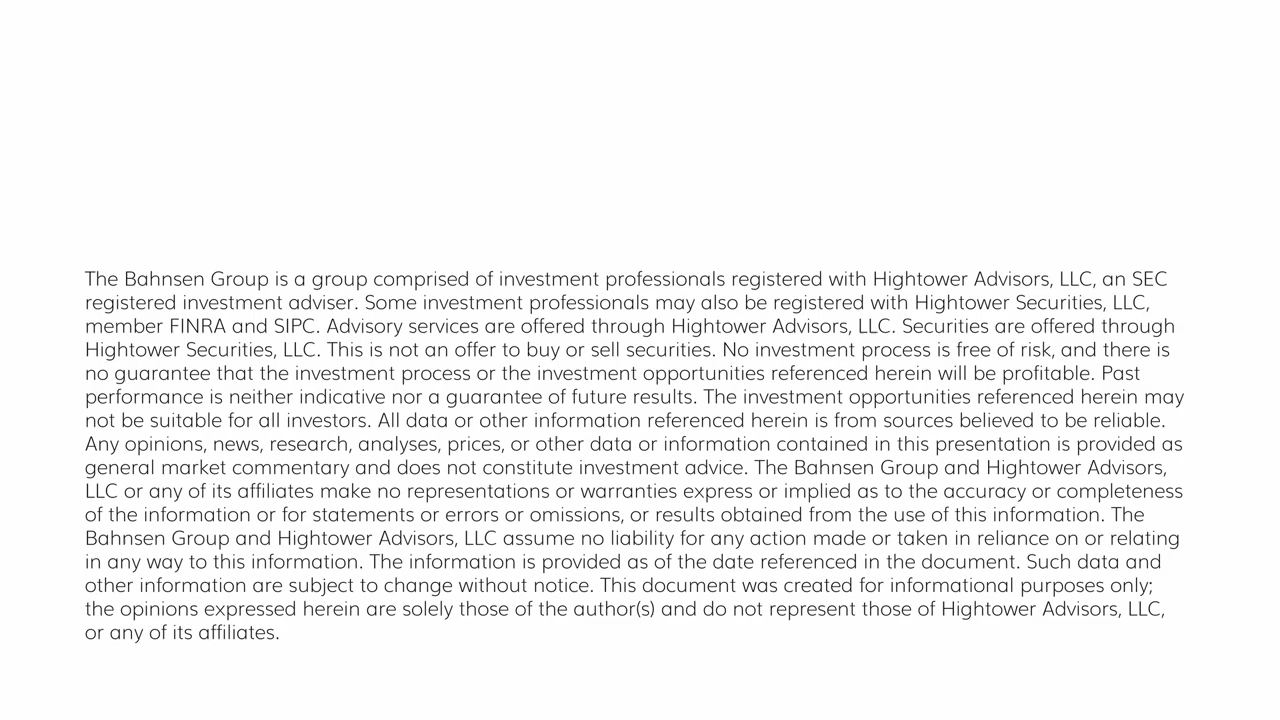 The Bahnsen Group is a group comprised of investment professionals registered with Hightower Advisors, LLC, an SEC
registered investment adviser. Some investment professionals may also be registered with Hightower Securities, LLC,
member FINRA and SIPC. Advisory services are offered through Hightower Advisors, LLC. Securities are offered through
Hightower Securities, LLC. This is not an offer to buy or sell securities. No investment process is free of risk, and there is
no guarantee that the investment process or the investment opportunities referenced herein will be profitable. Past
performance is neither indicative nor a guarantee of future results. The investment opportunities referenced herein may
not be suitable for all investors. All data or other information referenced herein is from sources believed to be reliable.
Any opinions, news, research, analyses, prices, or other data or information contained in this presentation is provided as
general market commentary and does not constitute investment advice. The Bahnsen Group and Hightower Advisors,
LLC or any of its affiliates make no representations or warranties express or implied as to the accuracy or completeness
of the information or for statements or errors or omissions, or results obtained from the use of this information. The
Bahnsen Group and Hightower Advisors, LLC assume no liability for any action made or taken in reliance on or relating
in any way to this information. The information is provided as of the date referenced in the document. Such data and
other information are subject to change without notice. This document was created for informational purposes only;
the opinions expressed herein are solely those of the author(s) and do not represent those of Hightower Advisors, LLC,
or any of its affiliates.